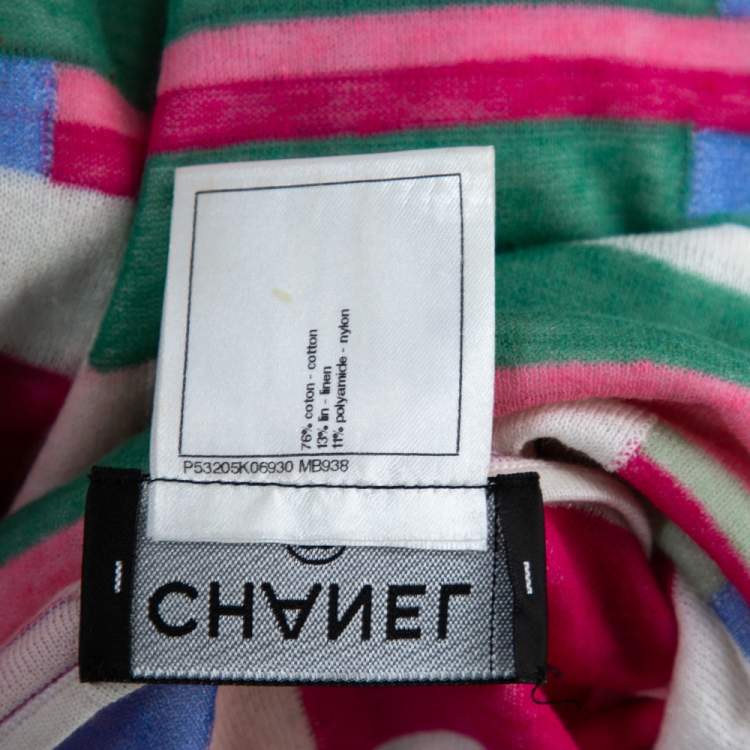 76% coton - cotton
13% lin - linen
11% polyamide - nylon
P53205K06930 MB938
CHANEL